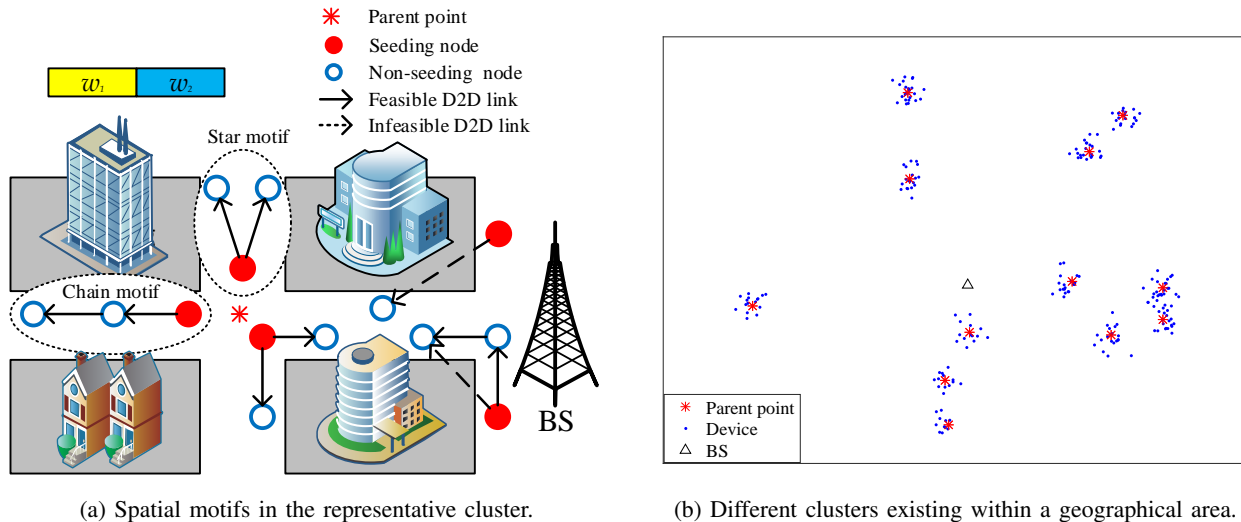 Parent point
Seeding node
Non-seeding node
Feasible D2D link
Infeasible D2D link
w₁ w₂
Star motif
Chain motif
BS
(a) Spatial motifs in the representative cluster.
Parent point
Device
BS
(b) Different clusters existing within a geographical area.